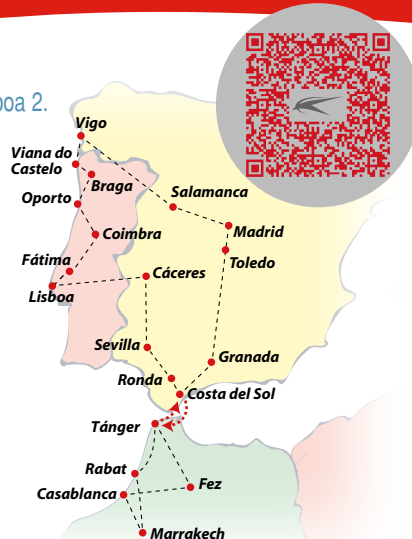 boa 2.
Vigo
Viana do
Castelo
Braga
Salamanca
Oporto
Madrid
Coimbra
Toledo
Fátima
Cáceres
Lisboa
Sevilla
Granada
Ronda
Costa del Sol
Tánger
Rabat
Fez
Casablanca
Marrakech